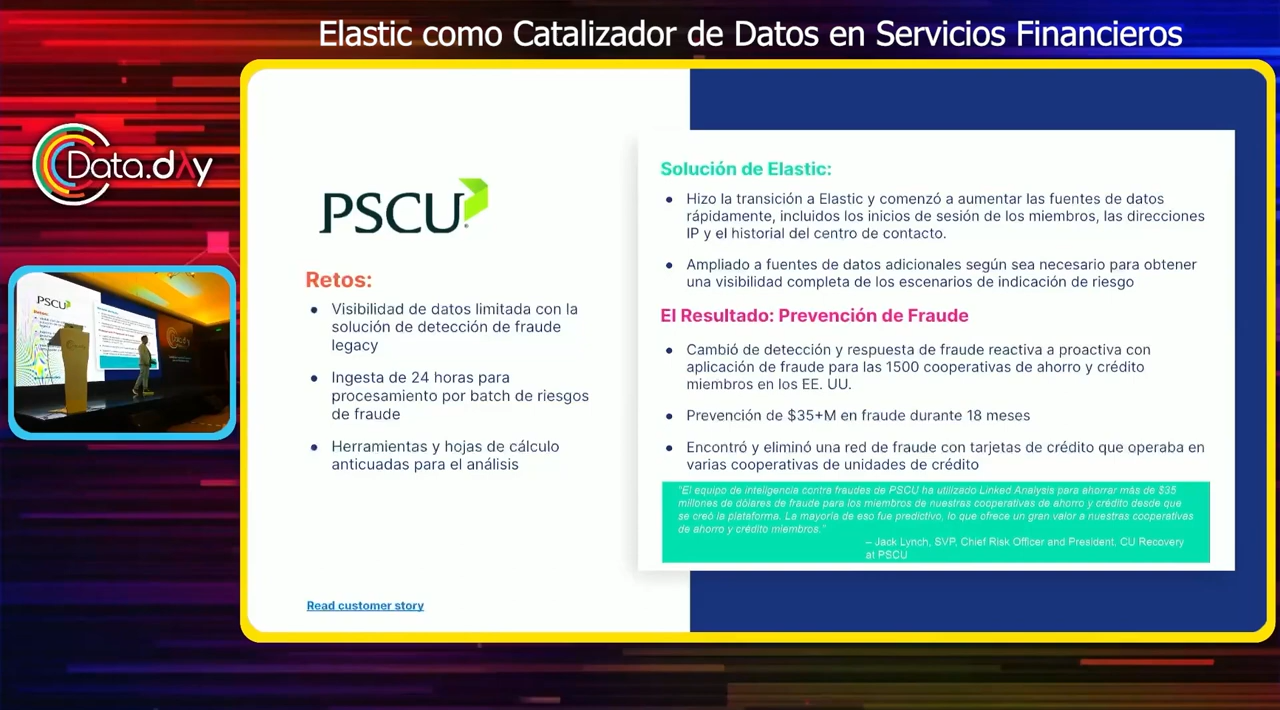 Elastic como Catalizador de Datos en Servicios Financieros
Data.dλy
PSCU
Retos:
● Visibilidad de datos limitada con la
solución de detección de fraude
legacy
● Ingesta de 24 horas para
procesamiento por batch de riesgos
de fraude
● Herramientas y hojas de cálculo
anticuadas para el análisis
Read customer story
Solución de Elastic:
● Hizo la transición a Elastic y comenzó a aumentar las fuentes de datos
rápidamente, incluidos los inicios de sesión de los miembros, las direcciones
IP y el historial del centro de contacto.
● Ampliado a fuentes de datos adicionales según sea necesario para obtener
una visibilidad completa de los escenarios de indicación de riesgo
El Resultado: Prevención de Fraude
● Cambió de detección y respuesta de fraude reactiva a proactiva con
aplicación de fraude para las 1500 cooperativas de ahorro y crédito
miembros en los EE. UU.
● Prevención de $35+M en fraude durante 18 meses
● Encontró y eliminó una red de fraude con tarjetas de crédito que operaba en
varias cooperativas de unidades de crédito
"El equipo de inteligencia contra fraudes de PSCU ha utilizado Linked Analysis para ahorrar más de $35
millones de dólares de fraude para los miembros de nuestras cooperativas de ahorro y crédito desde que
se creó la plataforma. La mayoría de eso fue predictivo, lo que ofrece un gran valor a nuestras cooperativas
de ahorro y crédito miembros."
– Jack Lynch, SVP, Chief Risk Officer and President, CU Recovery
at PSCU
PSCU